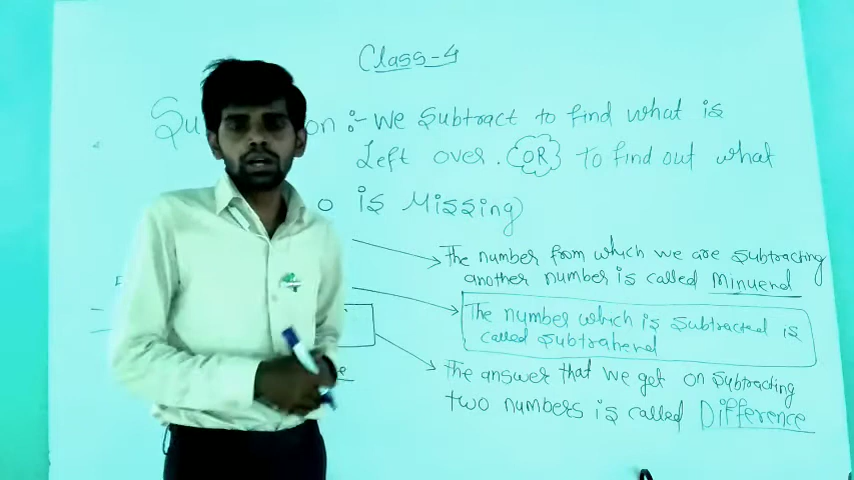 Class-4
Su on :- We Subtract to find what is
Left over. (OR) to find out what
o is Missing)
The number from which we are subtracting
another number is called Minuend
The number which is subtracted is
called subtrahend
The answer that we get on subtracting
two numbers is called Difference